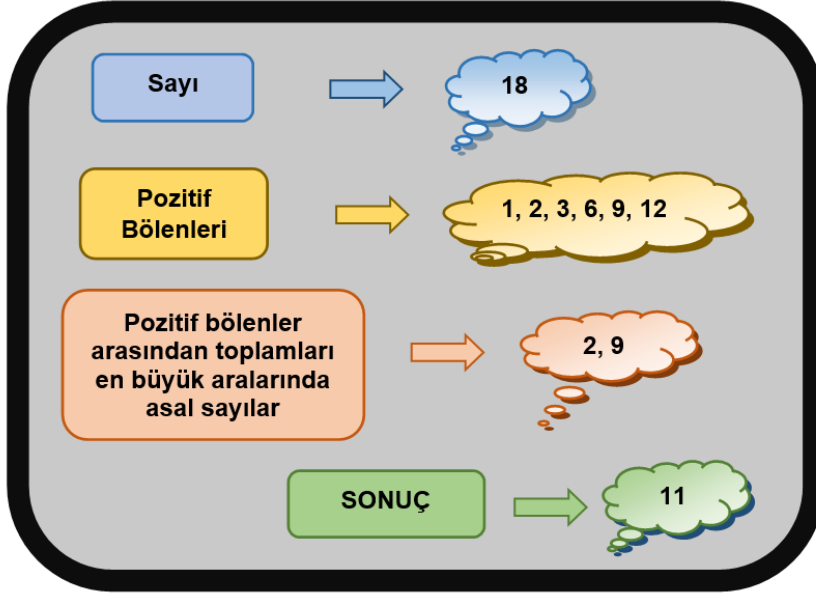 Sayı
18
Pozitif
Bölenleri
1, 2, 3, 6, 9, 12
Pozitif bölenler
arasından toplamları
en büyük aralarında
asal sayılar
2, 9
SONUÇ
11